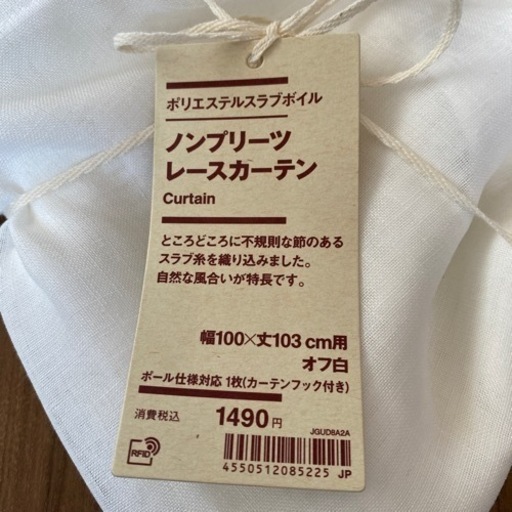 ポリエステルスラブボイル
ノンプリーツ
レースカーテン
Curtain
ところどころに不規則な節のある
スラブ糸を織り込みました。
自然な風合いが特長です。
幅100×丈103 cm用
オフ白
ポール仕様対応 1枚(カーテンフック付き)
消費税込 1490円
JGUD8A2A
RFID
4550512085225 JP